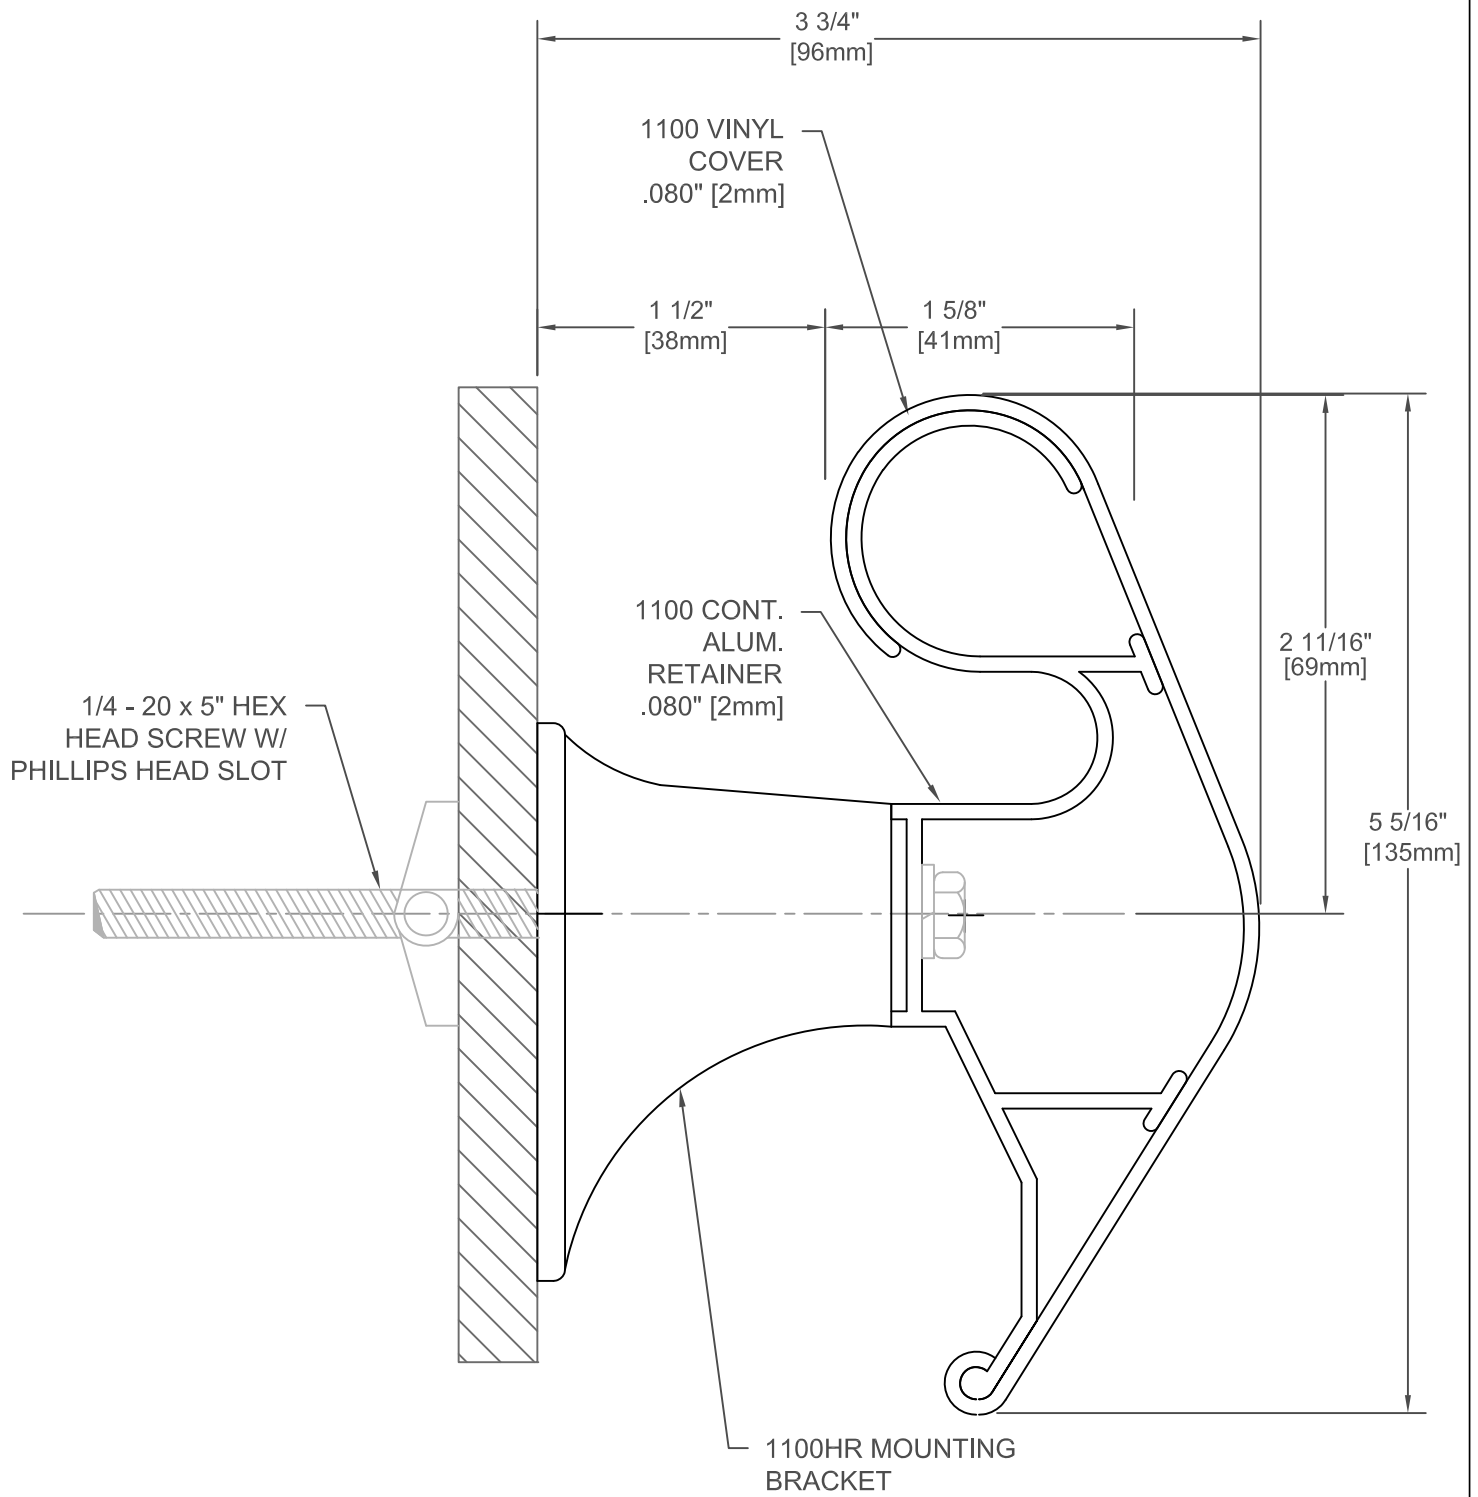 3 3/4"
[96mm]
1100 VINYL
COVER
.080" [2mm]
1 1/2"
[38mm]
1 5/8"
[41mm]
1100 CONT.
ALUM.
RETAINER
.080" [2mm]
2 11/16"
[69mm]
1/4 - 20 x 5" HEX
HEAD SCREW W/
PHILLIPS HEAD SLOT
5 5/16"
[135mm]
1100HR MOUNTING
BRACKET